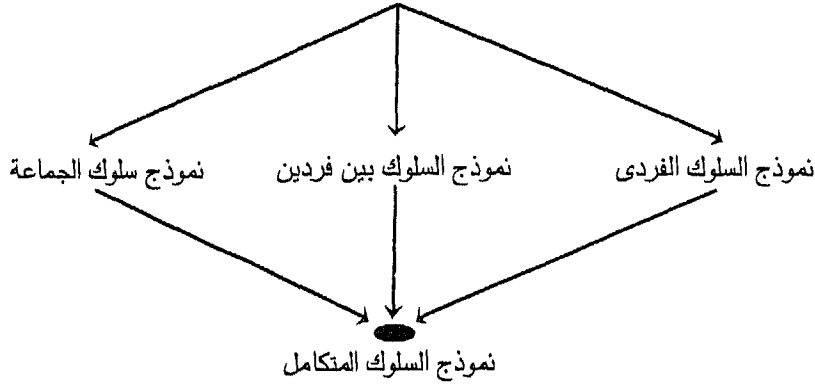 نموذج السلوك الفردى
نموذج السلوك بين فردين
نموذج سلوك الجماعة
نموذج السلوك المتكامل